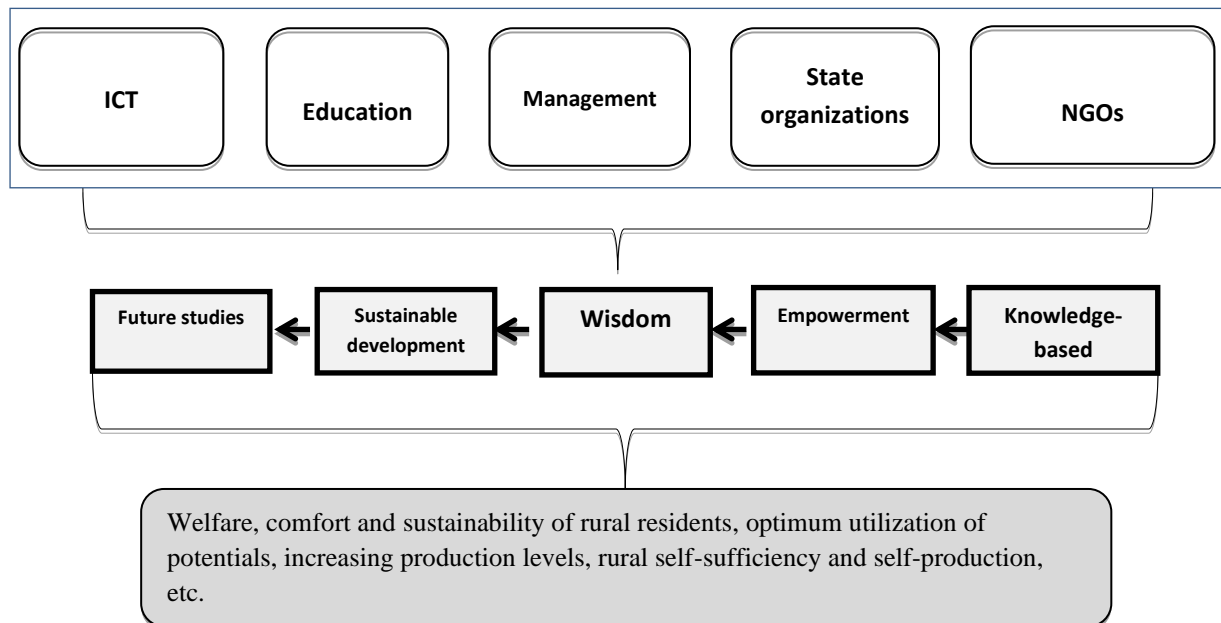 ICT
Education
Management
State
organizations
NGOs
Future studies
Sustainable
development
Wisdom
Empowerment
Knowledge-
based
Welfare, comfort and sustainability of rural residents, optimum utilization of
potentials, increasing production levels, rural self-sufficiency and self-production,
etc.